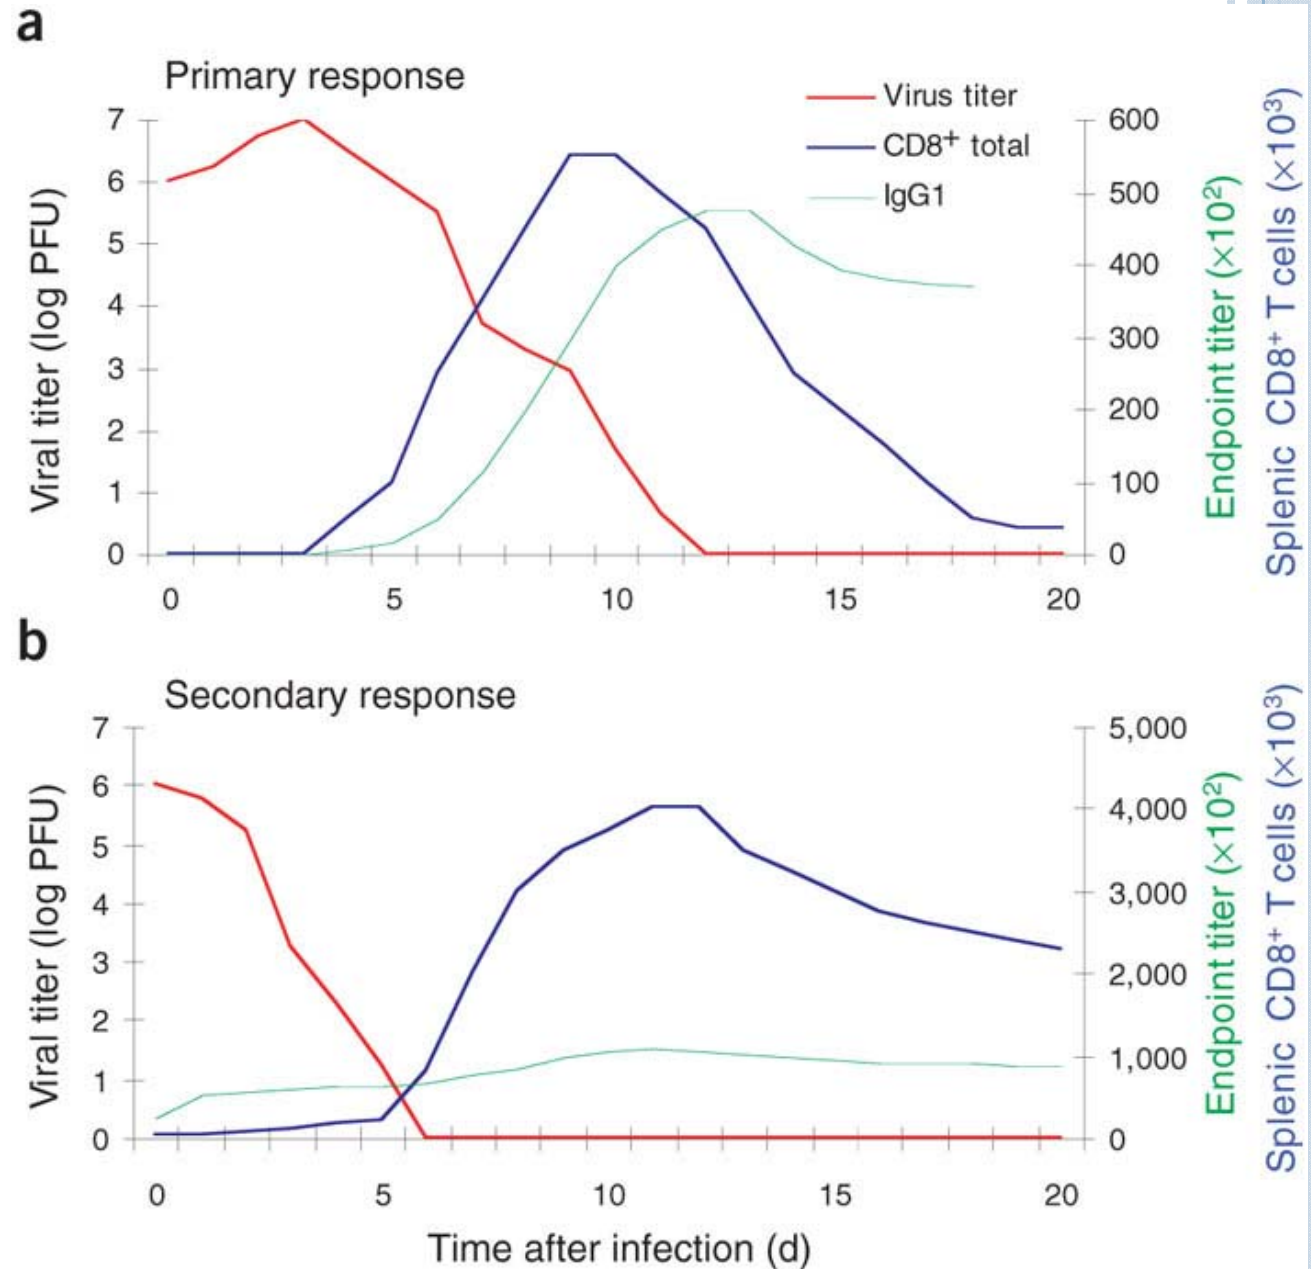 a
Primary response
Virus titer
CD8+ total
IgG1
7
6
5
4
3
2
1
0
600
500
400
300
200
100
0
0 5 10 15 20
Viral titer (log PFU)
Endpoint titer (×10²)
Splenic CD8⁺ T cells (×10³)
b
Secondary response
7
6
5
4
3
2
1
0
5,000
4,000
3,000
2,000
1,000
0
0 5 10 15 20
Viral titer (log PFU)
Endpoint titer (×10²)
Splenic CD8⁺ T cells (×10³)
Time after infection (d)